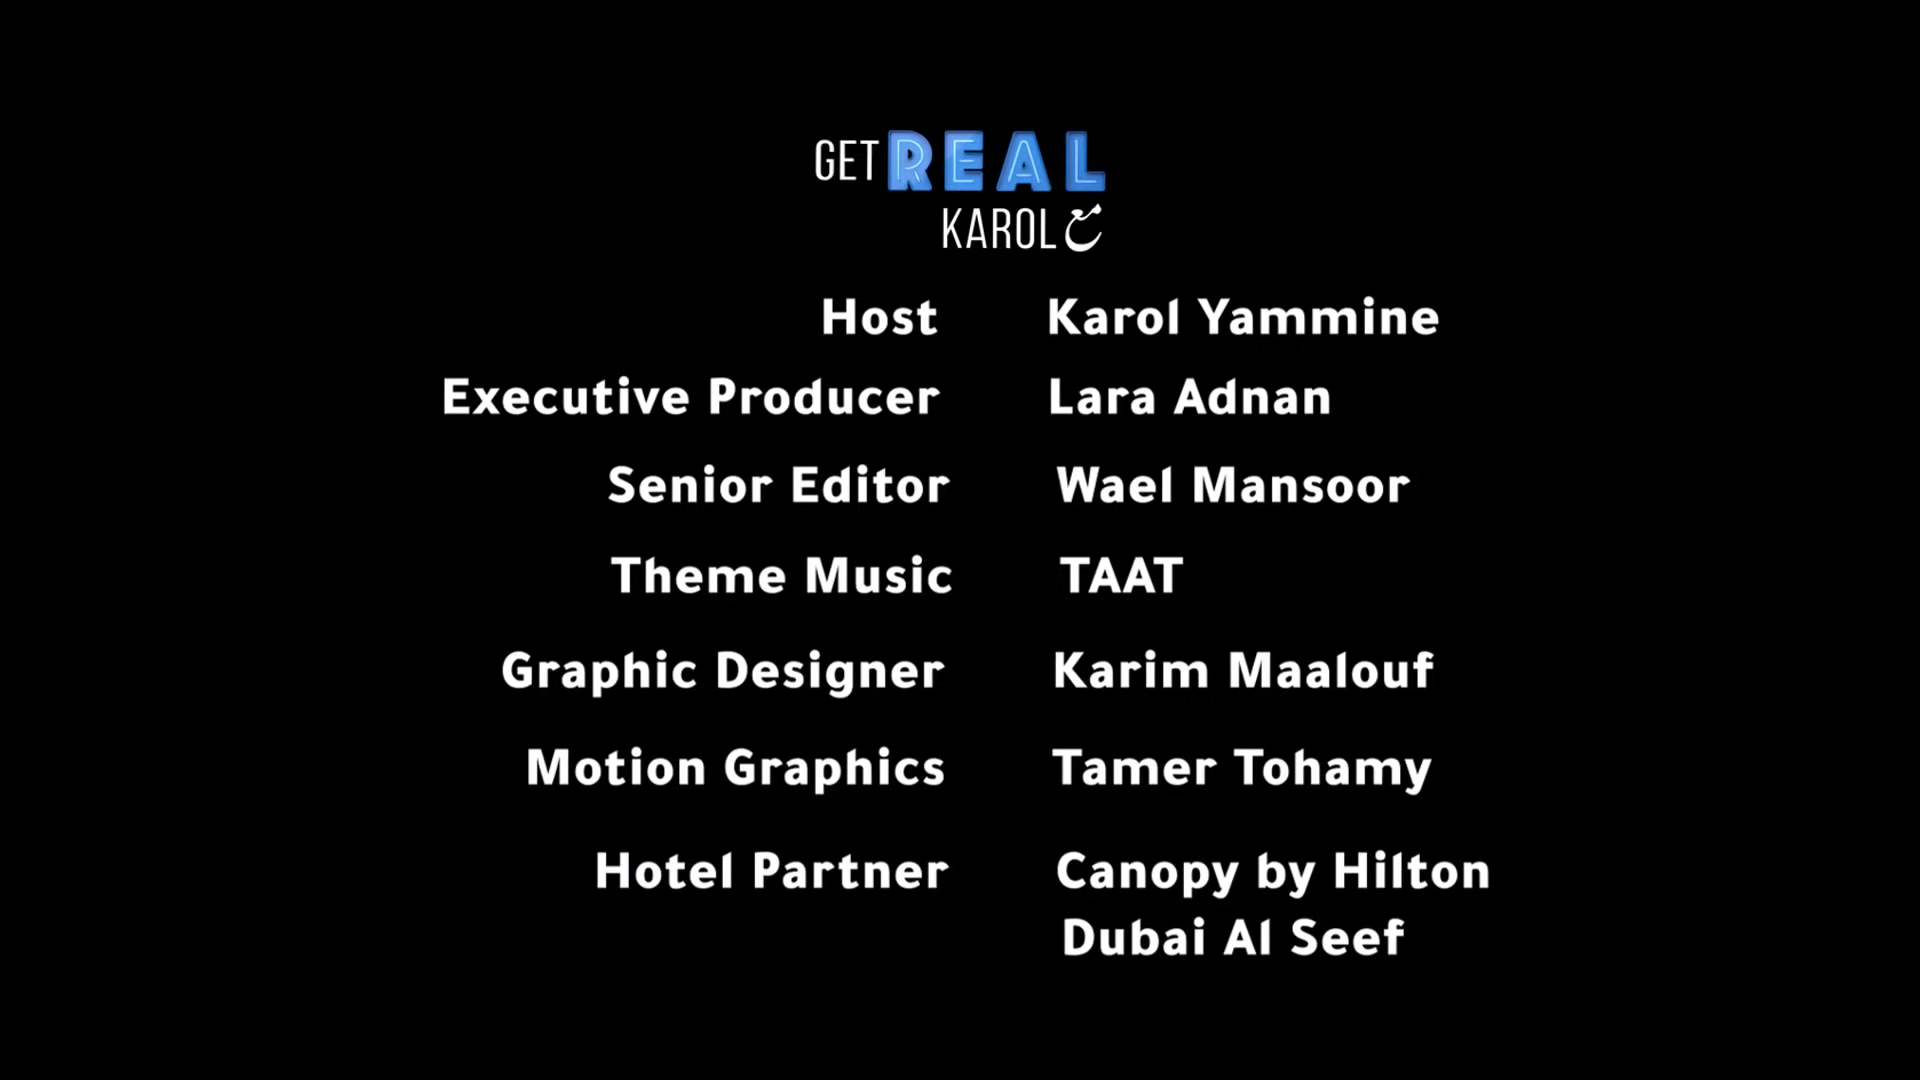 GET REAL
KAROL مع
Host Karol Yammine
Executive Producer Lara Adnan
Senior Editor Wael Mansoor
Theme Music TAAT
Graphic Designer Karim Maalouf
Motion Graphics Tamer Tohamy
Hotel Partner Canopy by Hilton
Dubai Al Seef